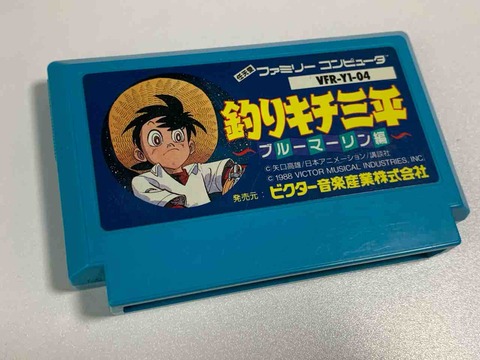 任天堂 ファミリー コンピュータ
VFR-Y1-04
釣りキチ三平
~ブルーマーリン編~
© 矢口高雄/日本アニメーション/講談社
© 1988 VICTOR MUSICAL INDUSTRIES, INC.
発売元:ビクター音楽産業株式会社